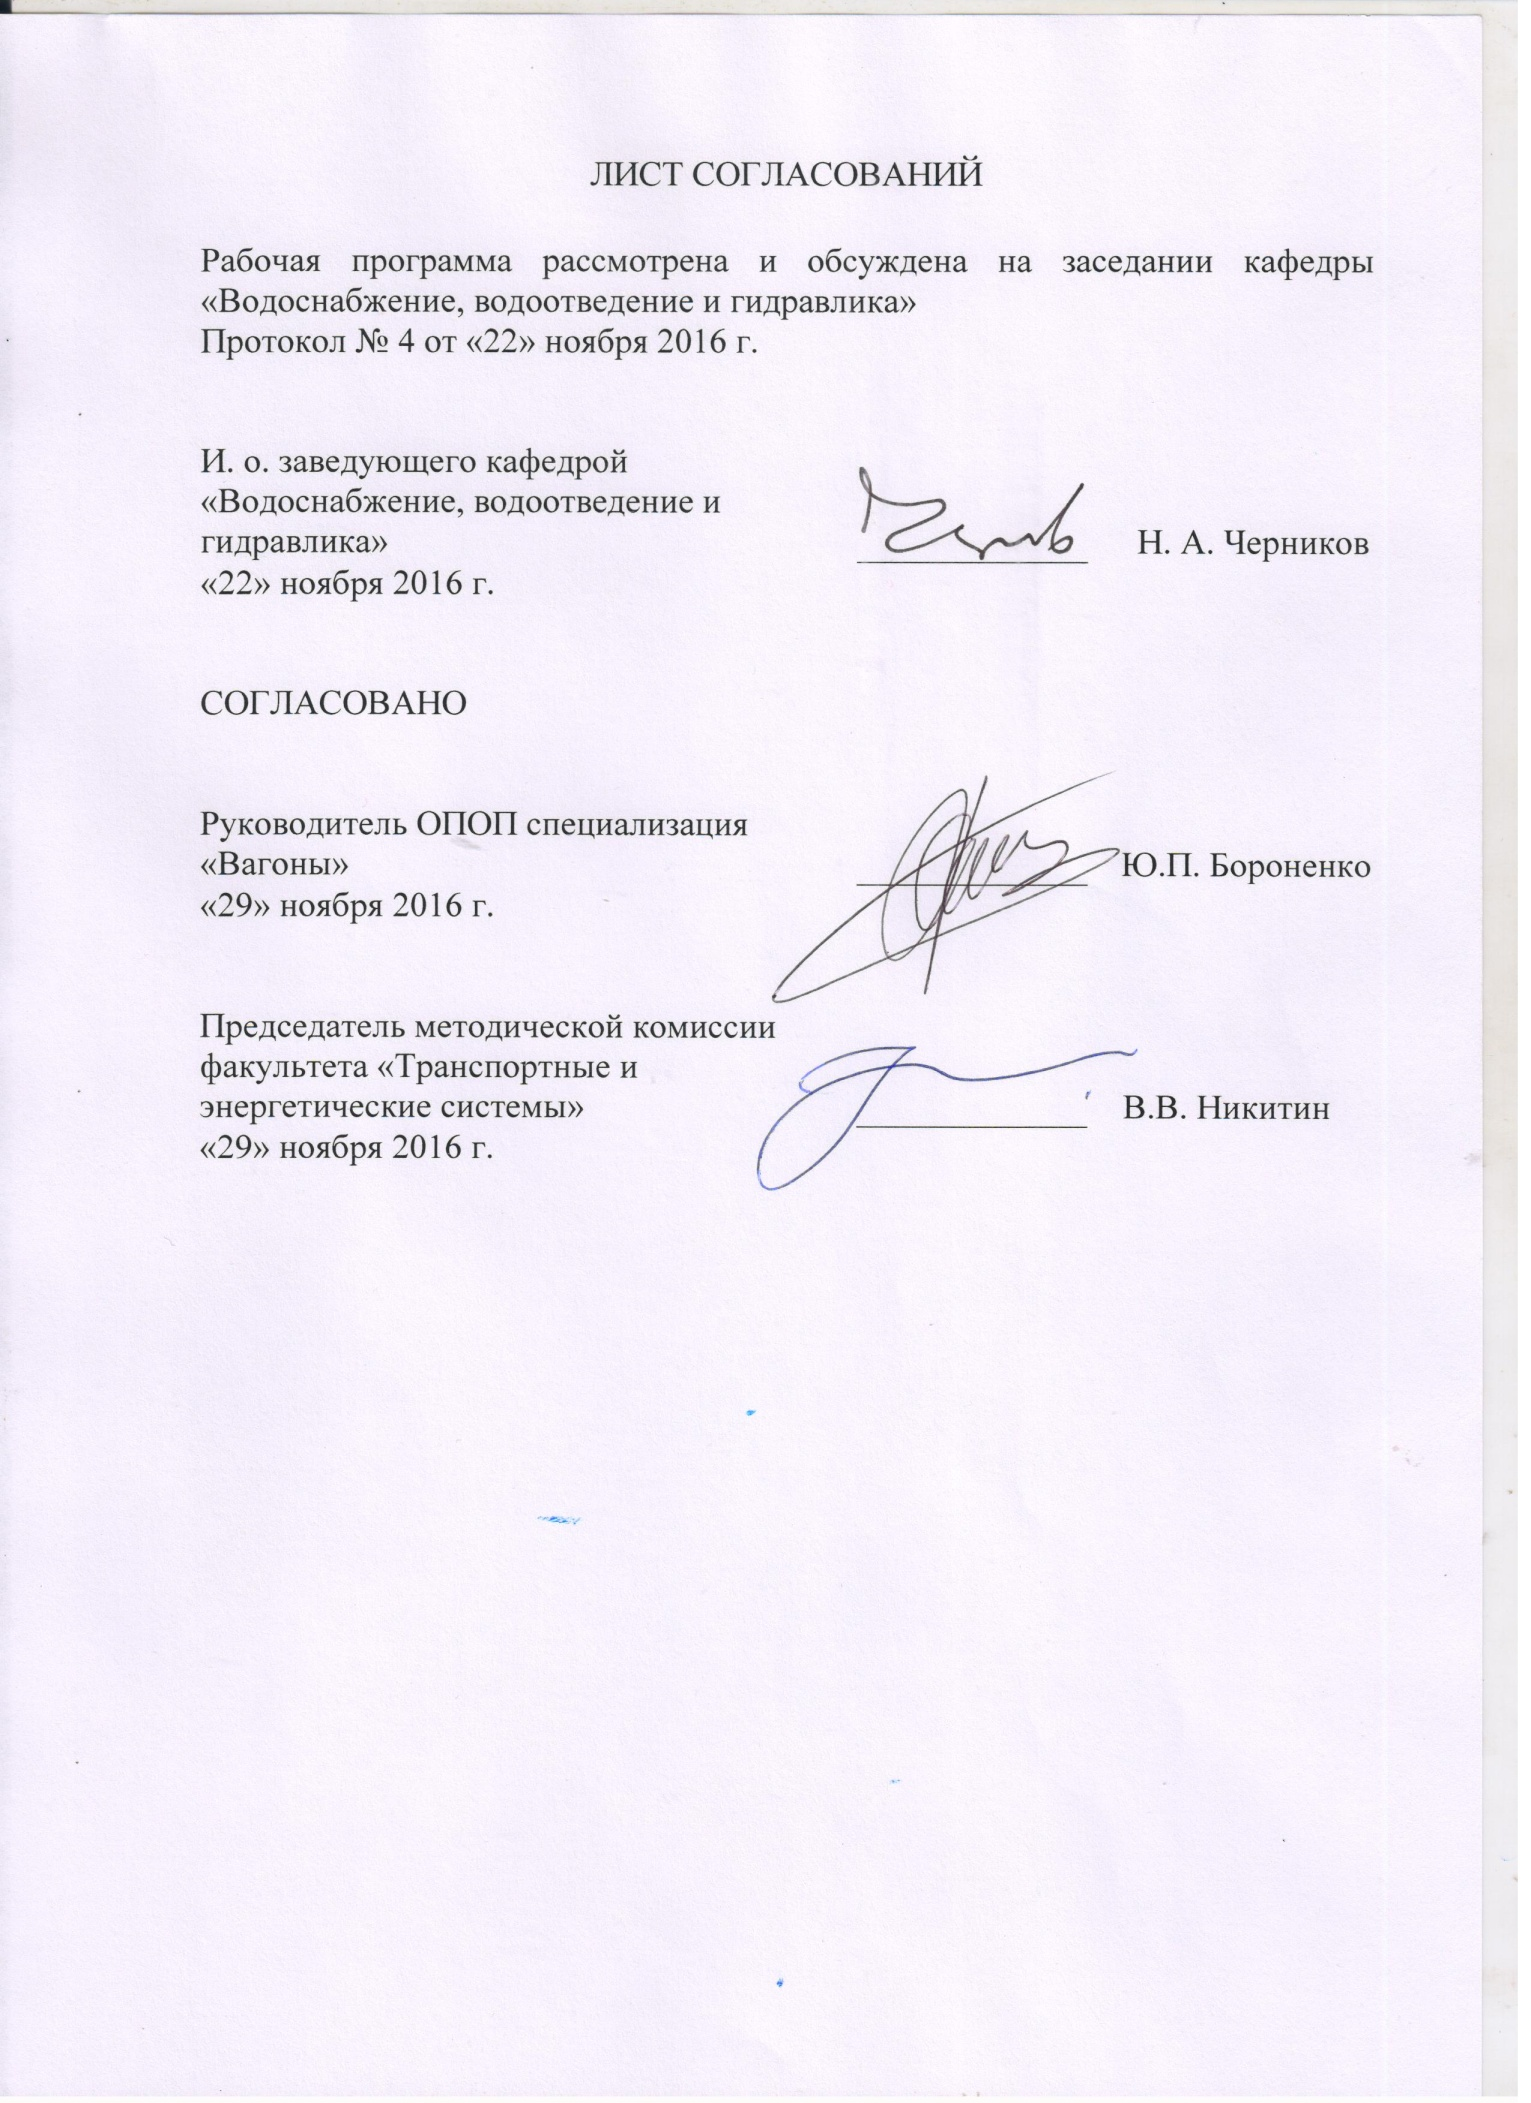 ЛИСТ СОГЛАСОВАНИЙ
Рабочая программа рассмотрена и обсуждена на заседании кафедры
«Водоснабжение, водоотведение и гидравлика»
Протокол № 4 от «22» ноября 2016 г.
И. о. заведующего кафедрой
«Водоснабжение, водоотведение и
гидравлика» Н. А. Черников
«22» ноября 2016 г.
СОГЛАСОВАНО
Руководитель ОПОП специализация
«Вагоны» Ю.П. Бороненко
«29» ноября 2016 г.
Председатель методической комиссии
факультета «Транспортные и
энергетические системы» В.В. Никитин
«29» ноября 2016 г.